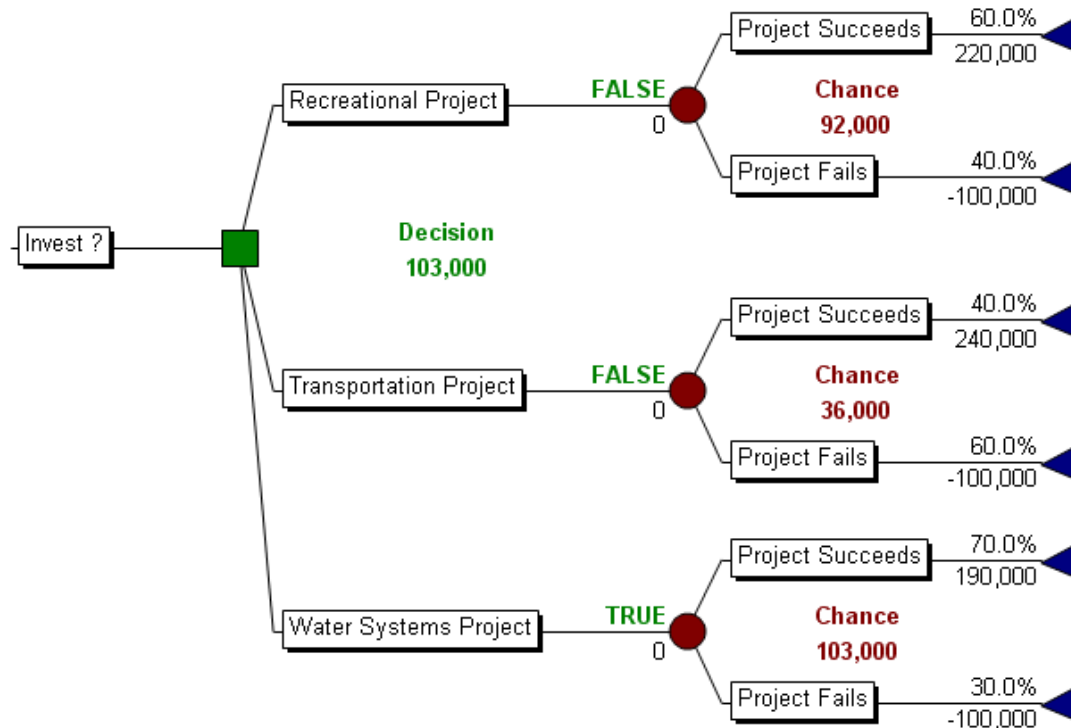 60.0%
Project Succeeds
220,000
FALSE
Chance
Recreational Project
0
92,000
40.0%
Project Fails
-100,000
Invest ?
Decision
103,000
40.0%
Project Succeeds
240,000
FALSE
Chance
Transportation Project
0
36,000
60.0%
Project Fails
-100,000
70.0%
Project Succeeds
190,000
TRUE
Chance
Water Systems Project
0
103,000
30.0%
Project Fails
-100,000